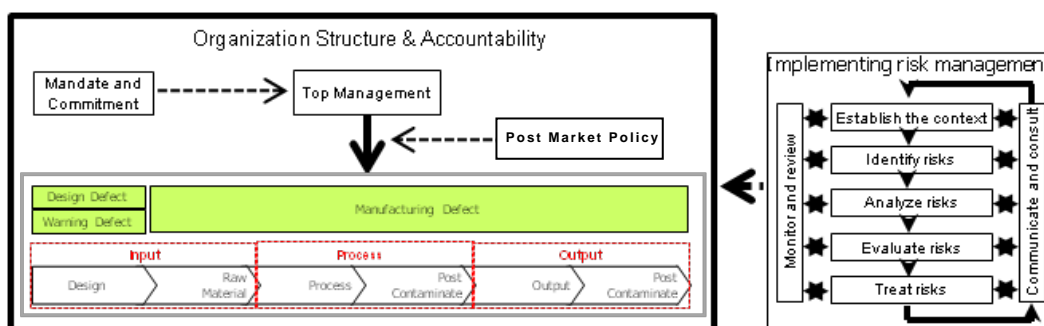 Organization Structure & Accountability
Mandate and
Commitment
Top Management
Post Market Policy
Design Defect
Warning Defect
Manufacturing Defect
Input
Process
Output
Design
Raw
Material
Process
Post
Contaminate
Output
Post
Contaminate
Implementing risk management
Monitor and review
Establish the context
Identify risks
Analyze risks
Evaluate risks
Treat risks
Communicate and consult